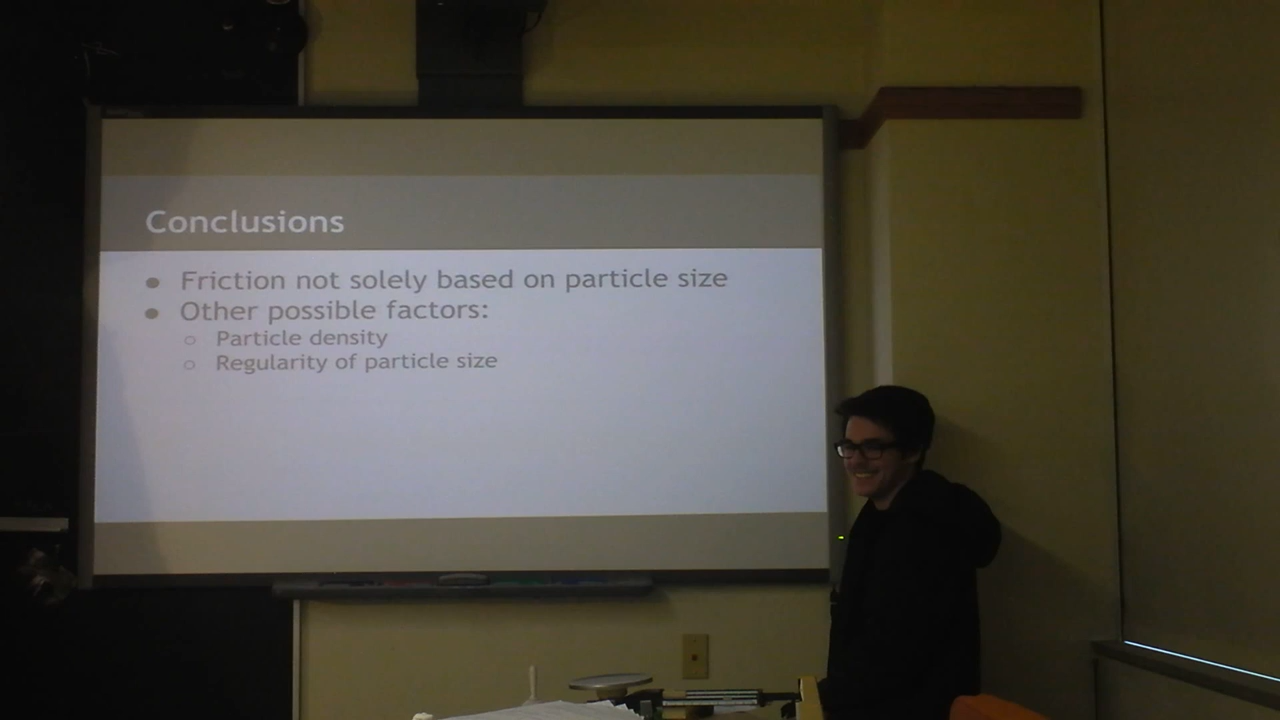 Conclusions
● Friction not solely based on particle size
● Other possible factors:
○ Particle density
○ Regularity of particle size